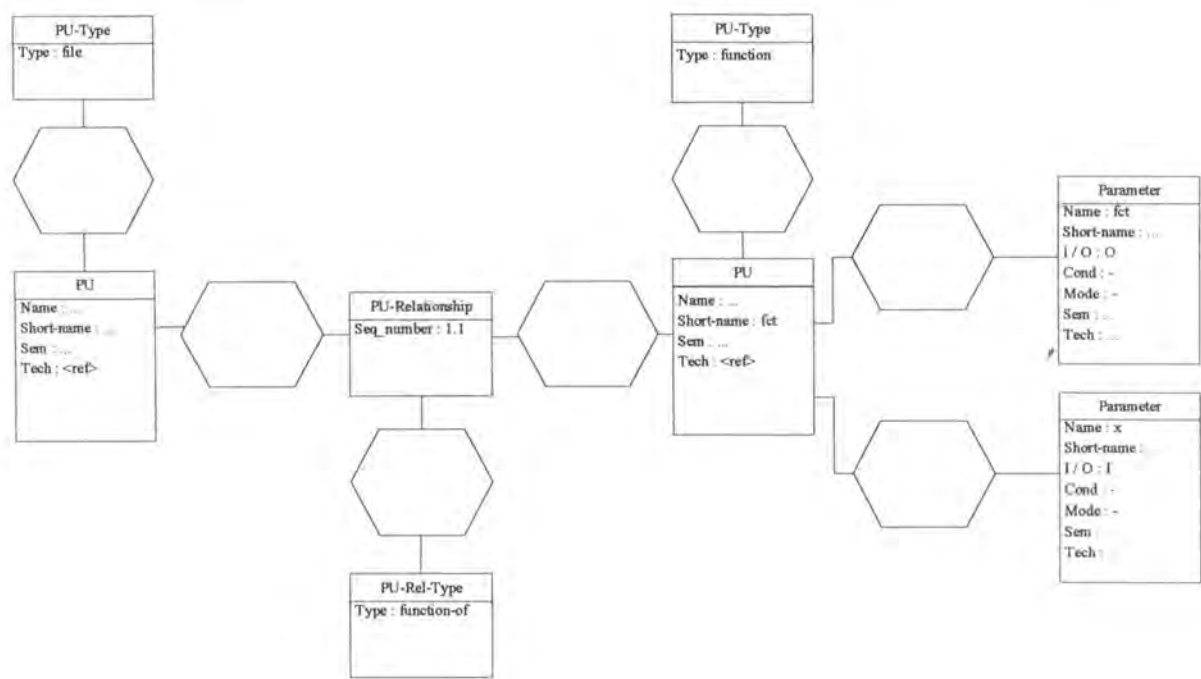 PU-Type
Type : file
PU-Type
Type : function
PU
Name : ...
Short-name : ...
Sem : ...
Tech : <ref>
PU-Relationship
Seq_number : 1.1
PU-Rel-Type
Type : function-of
PU
Name : ...
Short-name : fct
Sem : ...
Tech : <ref>
Parameter
Name : fct
Short-name : ...
I / O : O
Cond : -
Mode : -
Sem : ...
Tech : ...
Parameter
Name : x
Short-name :
I / O : I
Cond : -
Mode : -
Sem :
Tech :